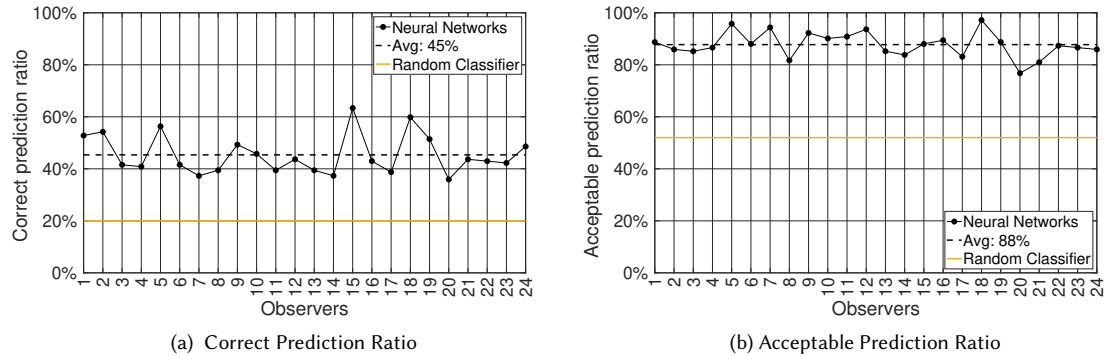 100%
80%
60%
40%
20%
0%
Correct prediction ratio
Neural Networks
Avg: 45%
Random Classifier
1 2 3 4 5 6 7 8 9 10 11 12 13 14 15 16 17 18 19 20 21 22 23 24
Observers
(a) Correct Prediction Ratio
100%
80%
60%
40%
20%
0%
Acceptable prediction ratio
Neural Networks
Avg: 88%
Random Classifier
1 2 3 4 5 6 7 8 9 10 11 12 13 14 15 16 17 18 19 20 21 22 23 24
Observers
(b) Acceptable Prediction Ratio